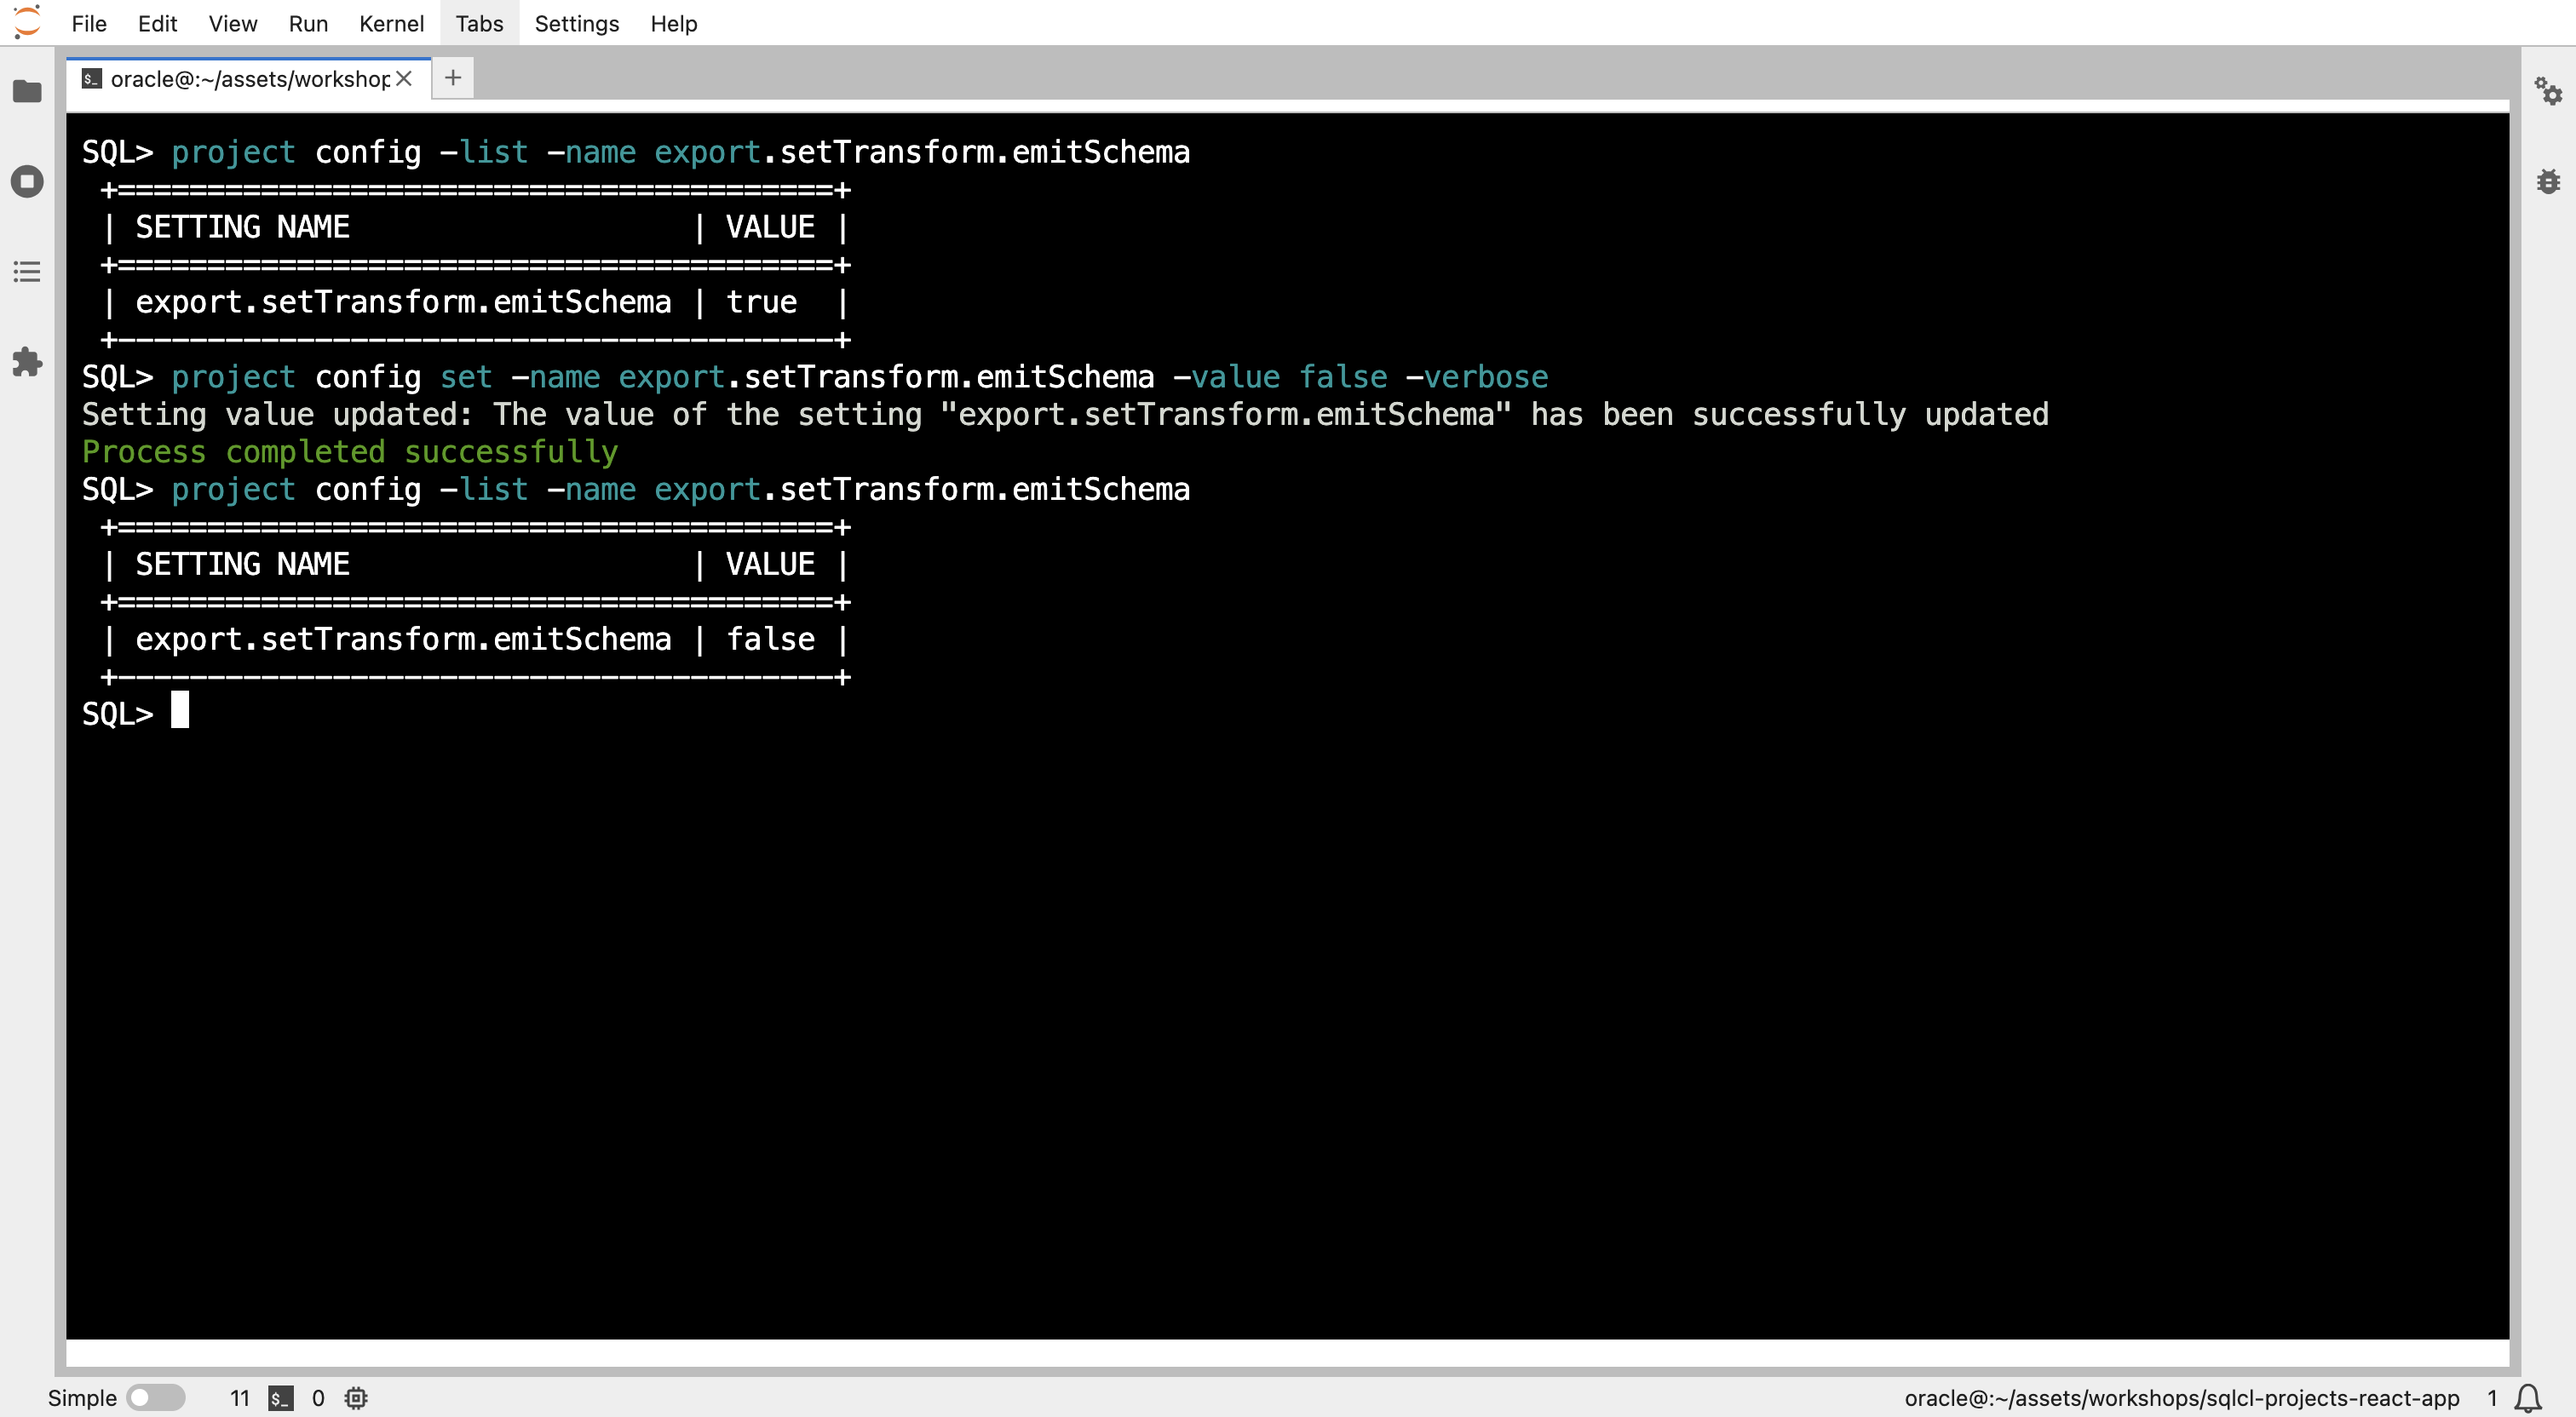 File Edit View Run Kernel Tabs Settings Help
oracle@:~/assets/workshop
SQL> project config -list -name export.setTransform.emitSchema
+========================================+
| SETTING NAME                   | VALUE |
+========================================+
| export.setTransform.emitSchema | true  |
+----------------------------------------+
SQL> project config set -name export.setTransform.emitSchema -value false -verbose
Setting value updated: The value of the setting "export.setTransform.emitSchema" has been successfully updated
Process completed successfully
SQL> project config -list -name export.setTransform.emitSchema
+========================================+
| SETTING NAME                   | VALUE |
+========================================+
| export.setTransform.emitSchema | false |
+----------------------------------------+
SQL>
Simple 11 $_ 0 oracle@:~/assets/workshops/sqlcl-projects-react-app 1